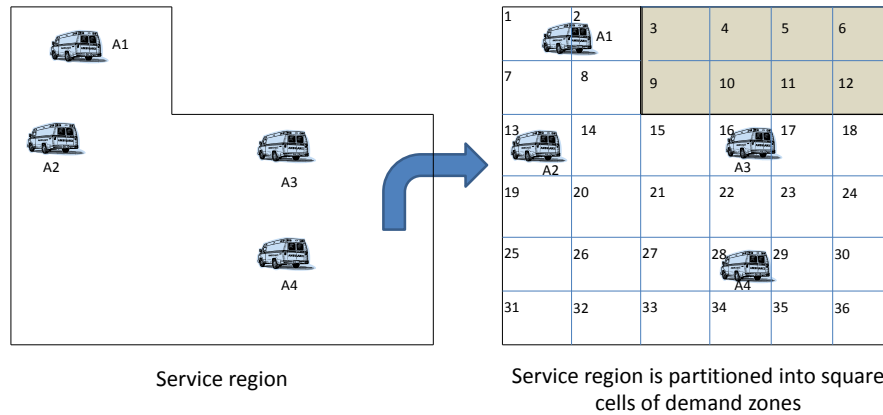 A1
A2
A3
A4
Service region
1 2 3 4 5 6
A1
7 8 9 10 11 12
13 14 15 16 17 18
A2 A3
19 20 21 22 23 24
25 26 27 28 29 30
A4
31 32 33 34 35 36
Service region is partitioned into square
cells of demand zones